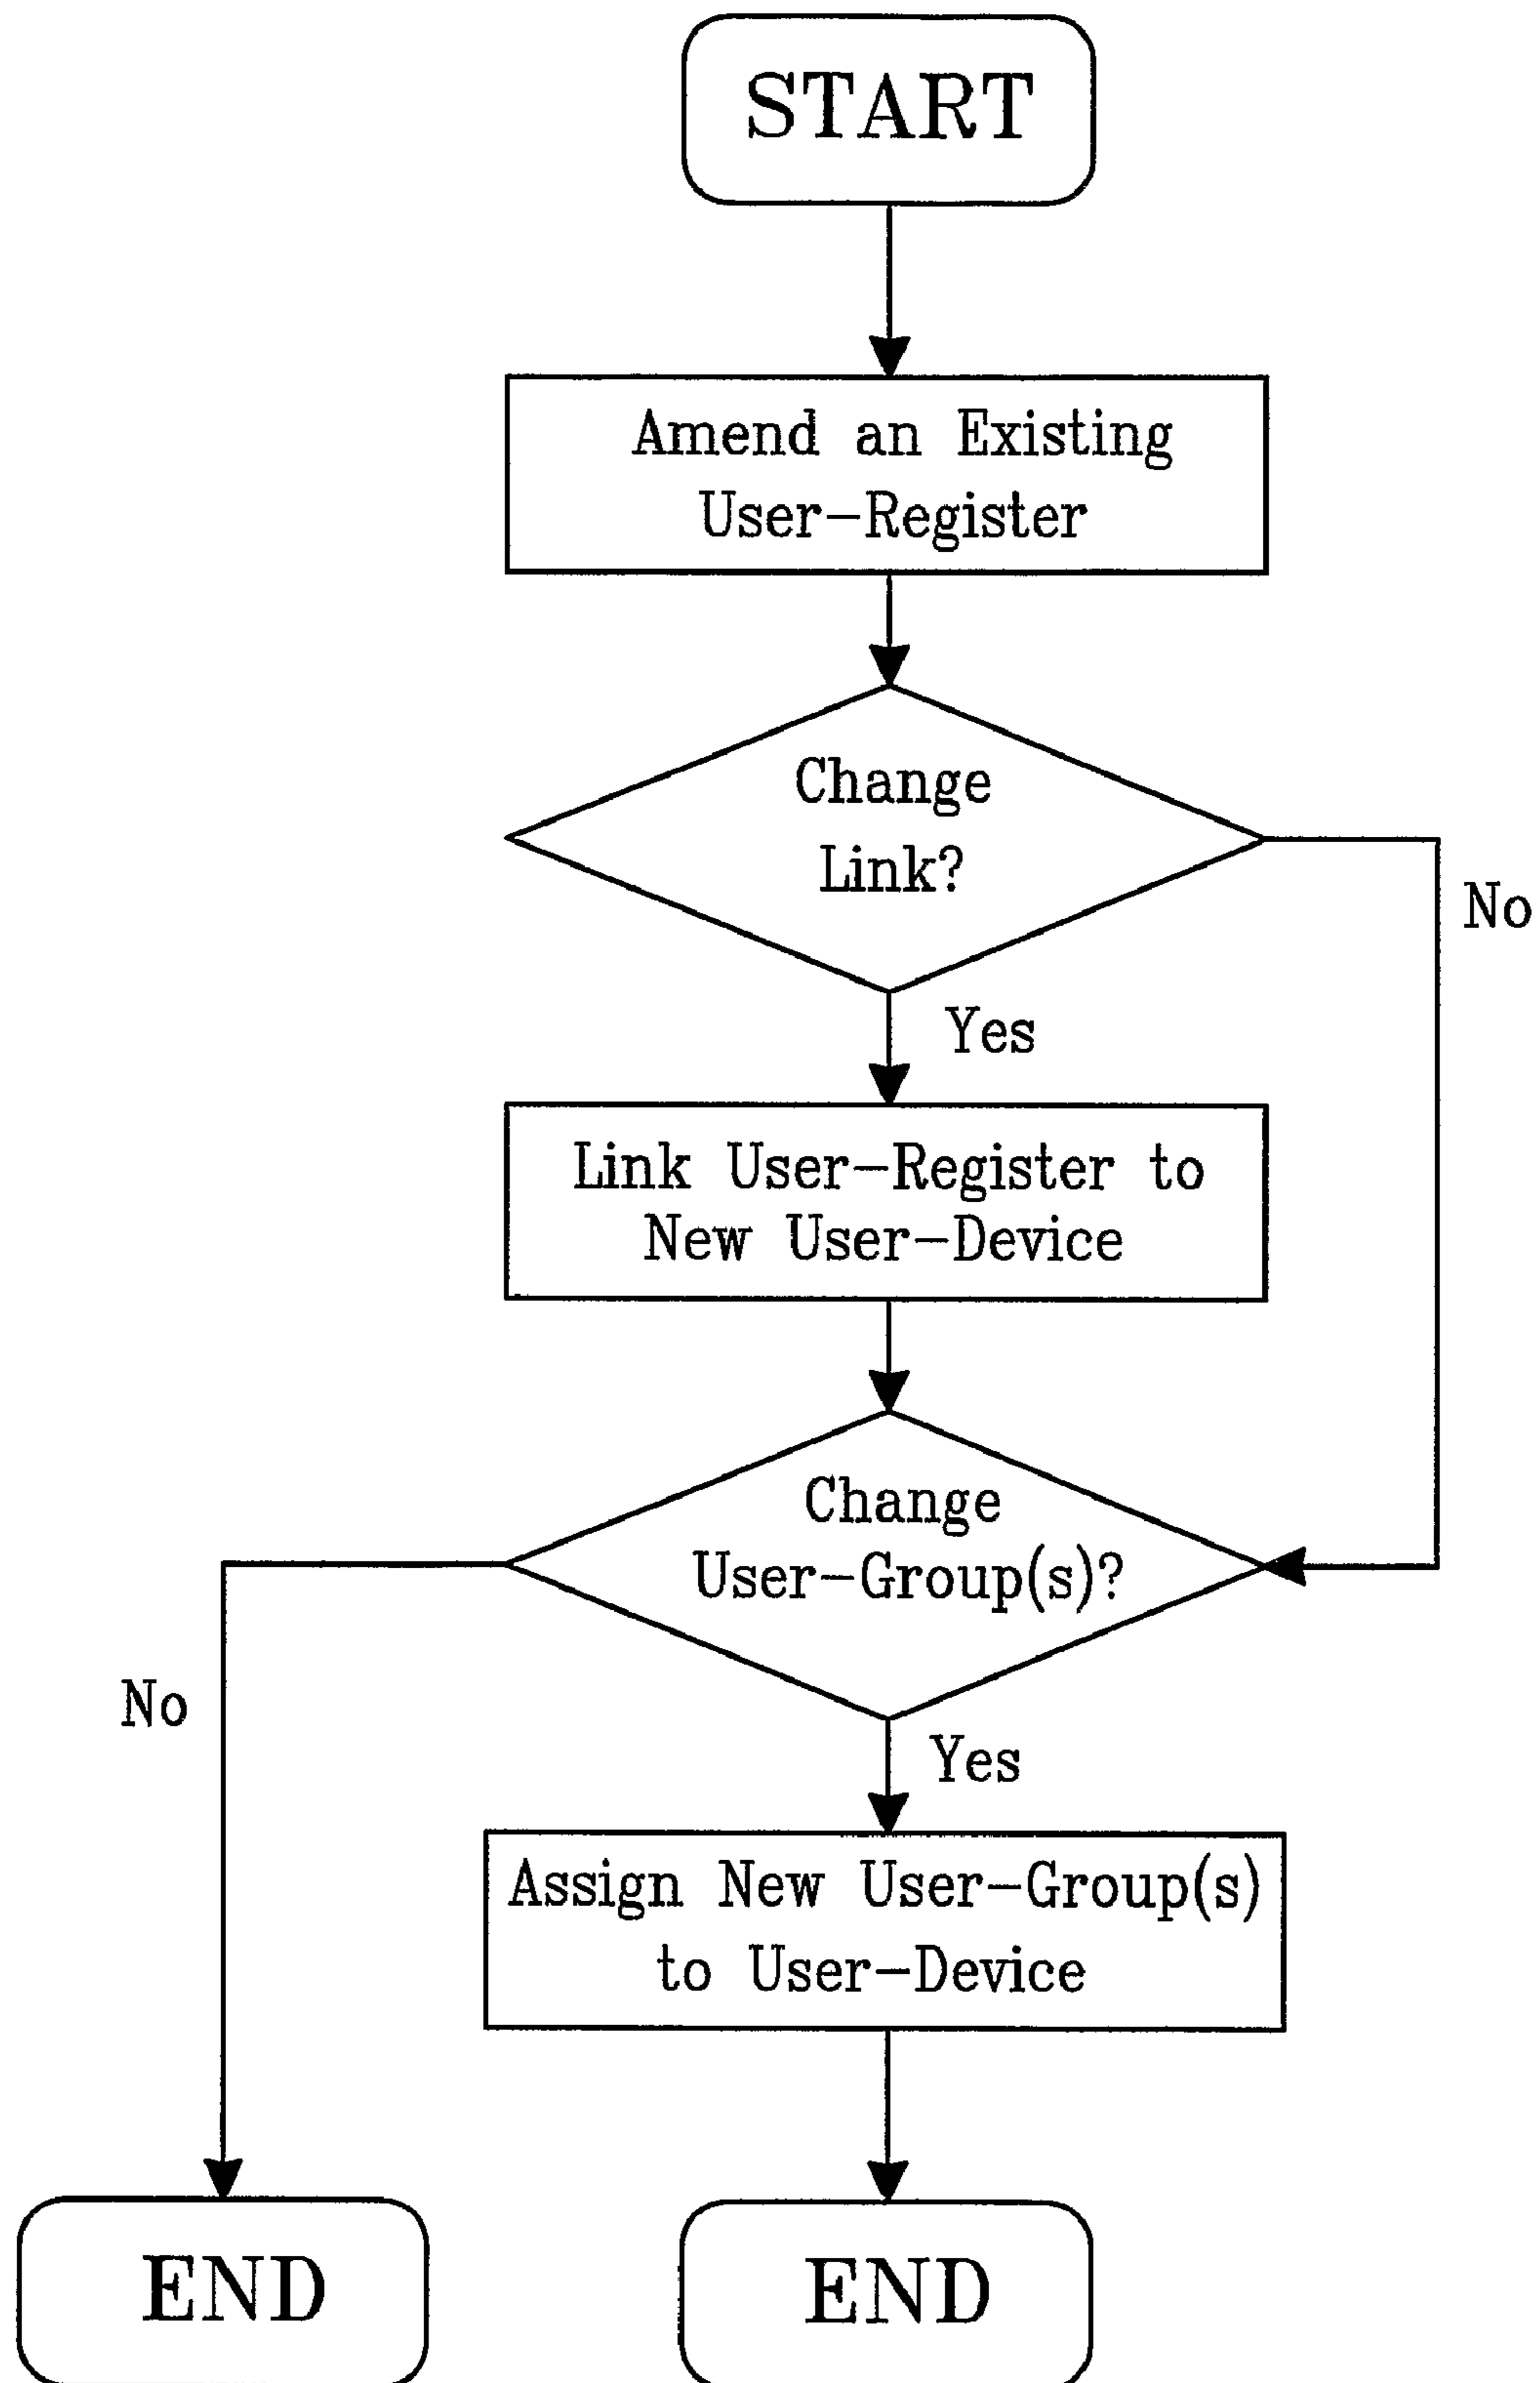 START
Amend an Existing
User-Register
Change
Link?
No
Yes
Link User-Register to
New User-Device
Change
User-Group(s)?
No
Yes
Assign New User-Group(s)
to User-Device
END
END